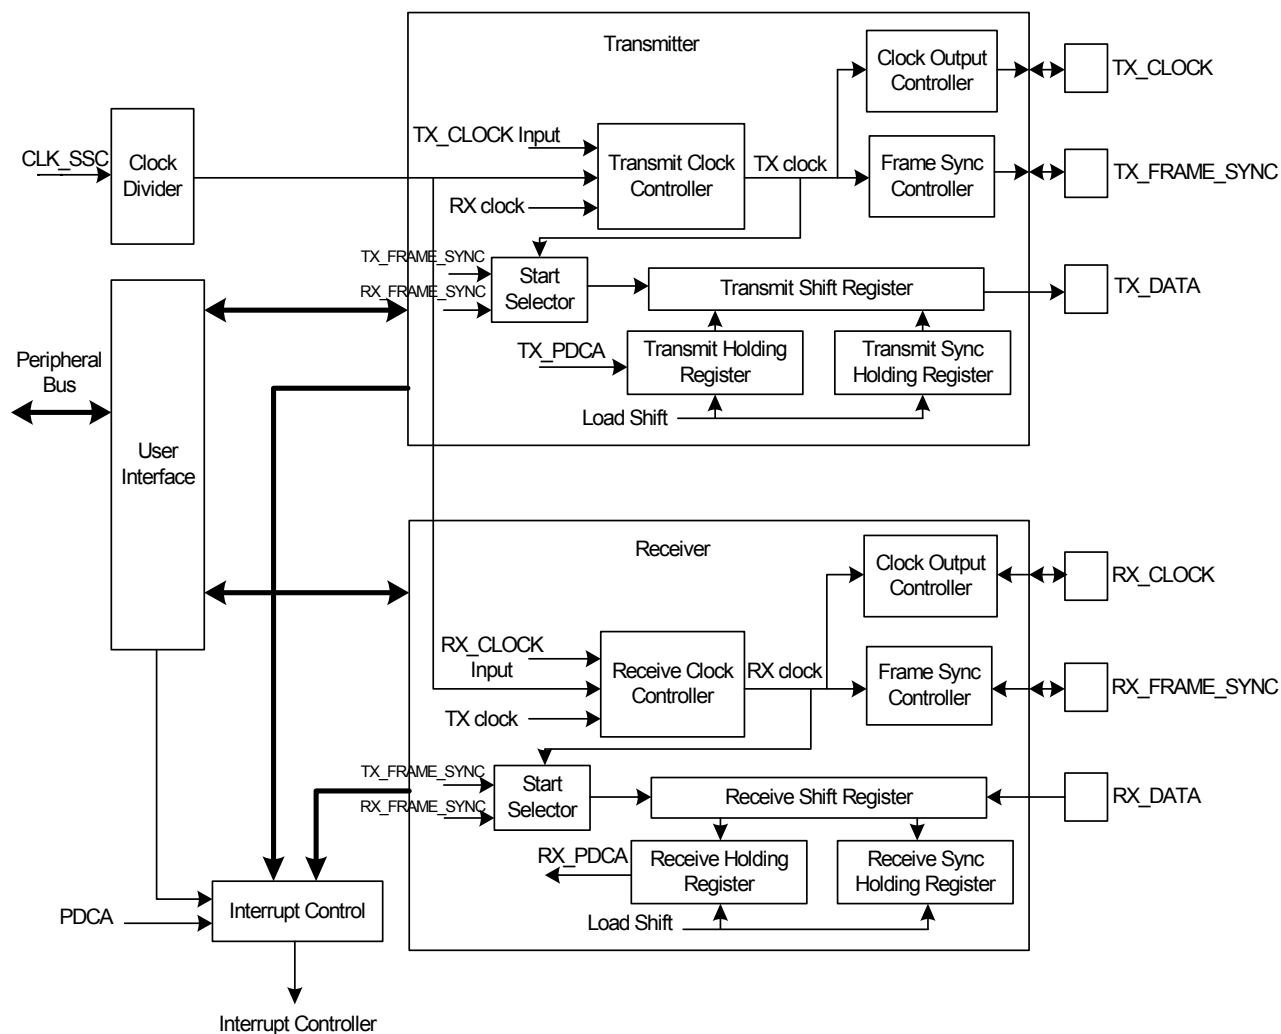 Transmitter
Clock Output
Controller
TX_CLOCK
CLK_SSC
Clock
Divider
TX_CLOCK Input
Transmit Clock
Controller
RX clock
TX clock
Frame Sync
Controller
TX_FRAME_SYNC
TX_FRAME_SYNC
RX_FRAME_SYNC
Start
Selector
Transmit Shift Register
TX_DATA
TX_PDCA
Transmit Holding
Register
Transmit Sync
Holding Register
Load Shift
Peripheral
Bus
User
Interface
Receiver
Clock Output
Controller
RX_CLOCK
RX_CLOCK
Input
Receive Clock
Controller
TX clock
RX clock
Frame Sync
Controller
RX_FRAME_SYNC
TX_FRAME_SYNC
RX_FRAME_SYNC
Start
Selector
Receive Shift Register
RX_DATA
RX_PDCA
Receive Holding
Register
Receive Sync
Holding Register
Load Shift
PDCA
Interrupt Control
Interrupt Controller